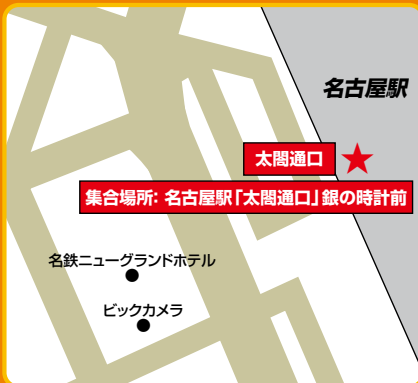 名古屋駅
太閤通口
集合場所: 名古屋駅「太閤通口」銀の時計前
名鉄ニューグランドホテル
ビックカメラ